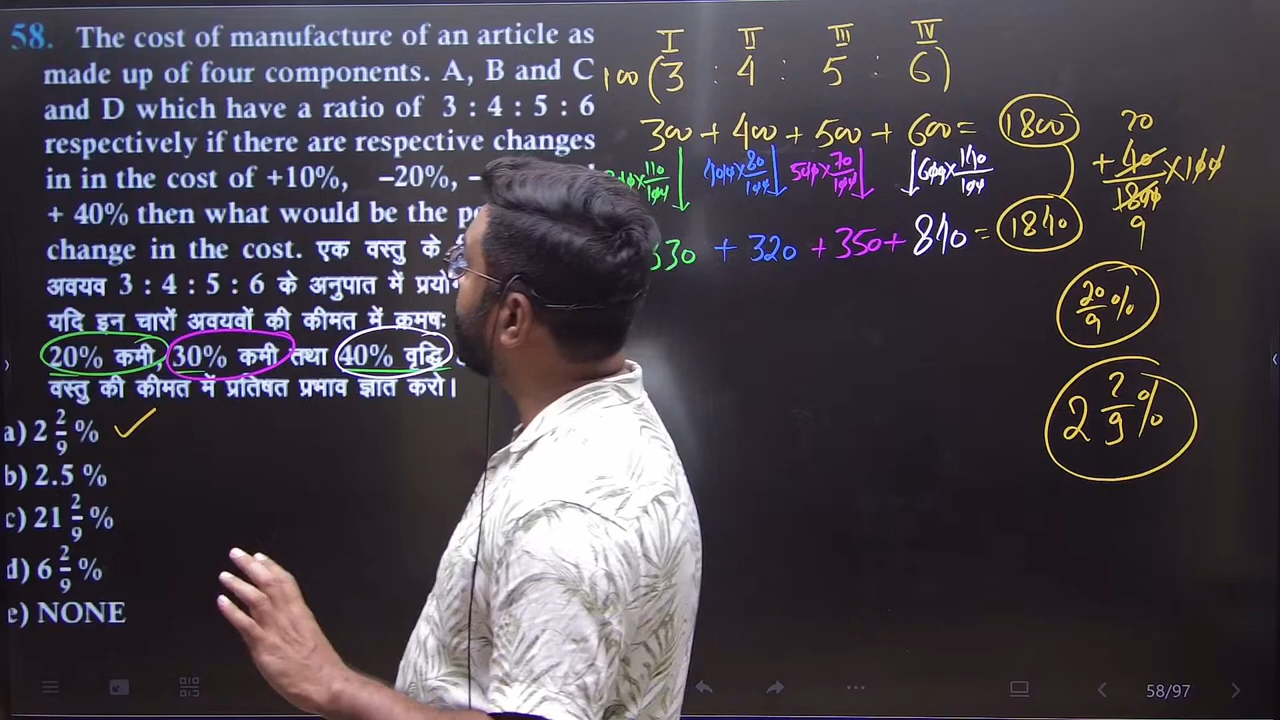 58. The cost of manufacture of an article as
made up of four components. A, B and C
and D which have a ratio of 3 : 4 : 5 : 6
respectively if there are respective changes
in in the cost of +10%, −20%, −
+ 40% then what would be the
change in the cost. एक वस्तु के
अवयव 3 : 4 : 5 : 6 के अनुपात में
यदि इन चारों अवयवों की कीमत में क्रमषः
20% कमी, 30% कमी तथा 40% वृद्धि
वस्तु की कीमत में प्रतिषत प्रभाव ज्ञात करो।
a) 2 2/9 %
b) 2.5 %
c) 21 2/9 %
d) 6 2/9 %
e) NONE
I II III IV
100 (3 : 4 : 5 : 6)
300 + 400 + 500 + 600 = 1800
110/100 400×80/100 500×70/100 600×140/100
330 + 320 + 350 + 840 = 1840
20
+ 40/1800 × 100
9
20/9 %
2 2/9 %
58/97